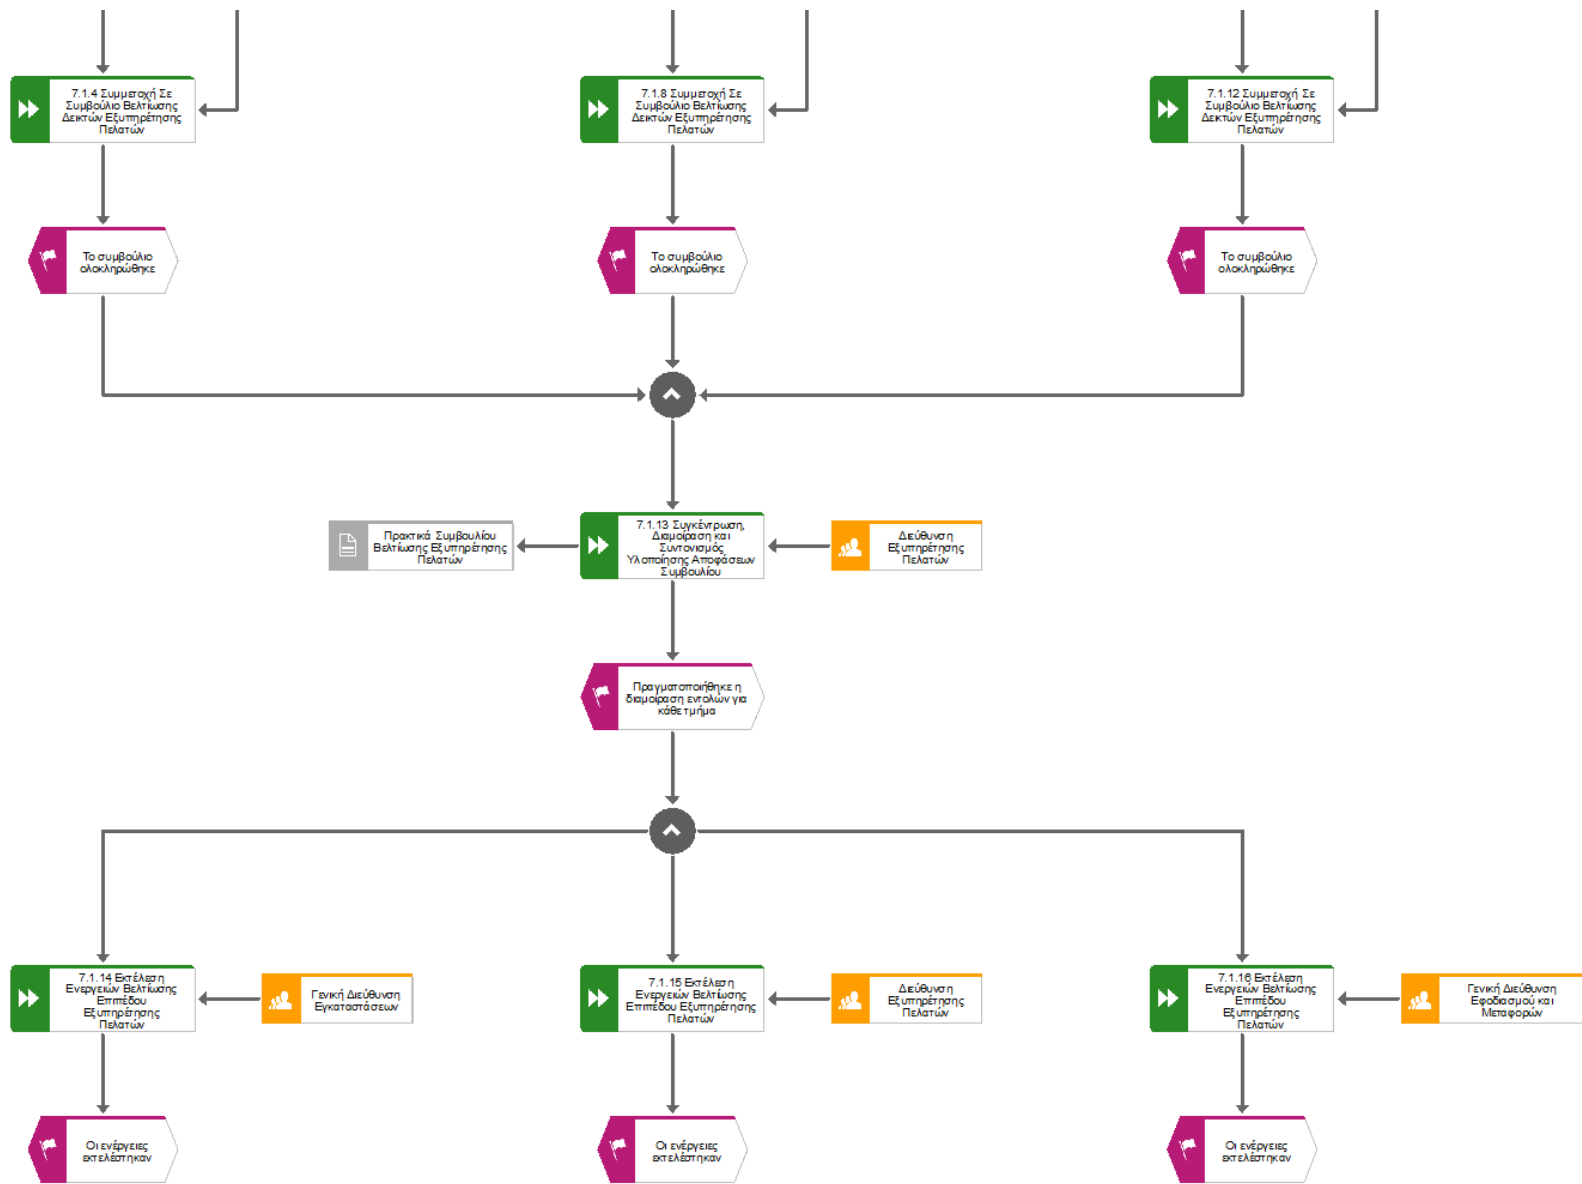 7.1.4 Συμμετοχή Σε
Συμβούλιο Βελτίωσης
Δεικτών Εξυπηρέτησης
Πελατών
7.1.8 Συμμετοχή Σε
Συμβούλιο Βελτίωσης
Δεικτών Εξυπηρέτησης
Πελατών
7.1.12 Συμμετοχή Σε
Συμβούλιο Βελτίωσης
Δεικτών Εξυπηρέτησης
Πελατών
Το συμβούλιο
ολοκληρώθηκε
Το συμβούλιο
ολοκληρώθηκε
Το συμβούλιο
ολοκληρώθηκε
Πρακτικά Συμβουλίου
Βελτίωσης Εξυπηρέτησης
Πελατών
7.1.13 Συγκέντρωση,
Διαμοίραση και
Συντονισμός
Υλοποίησης Αποφάσεων
Συμβουλίου
Διεύθυνση
Εξυπηρέτησης
Πελατών
Πραγματοποιήθηκε η
διαμοίραση εντολών για
κάθε τμήμα
7.1.14 Εκτέλεση
Ενεργειών Βελτίωσης
Επιπέδου
Εξυπηρέτησης
Πελατών
Γενική Διεύθυνση
Εγκαταστάσεων
7.1.15 Εκτέλεση
Ενεργειών Βελτίωσης
Επιπέδου Εξυπηρέτησης
Πελατών
Διεύθυνση
Εξυπηρέτησης
Πελατών
7.1.16 Εκτέλεση
Ενεργειών Βελτίωσης
Επιπέδου
Εξυπηρέτησης
Πελατών
Γενική Διεύθυνση
Εφοδιασμού και
Μεταφορών
Οι ενέργειες
εκτελέστηκαν
Οι ενέργειες
εκτελέστηκαν
Οι ενέργειες
εκτελέστηκαν